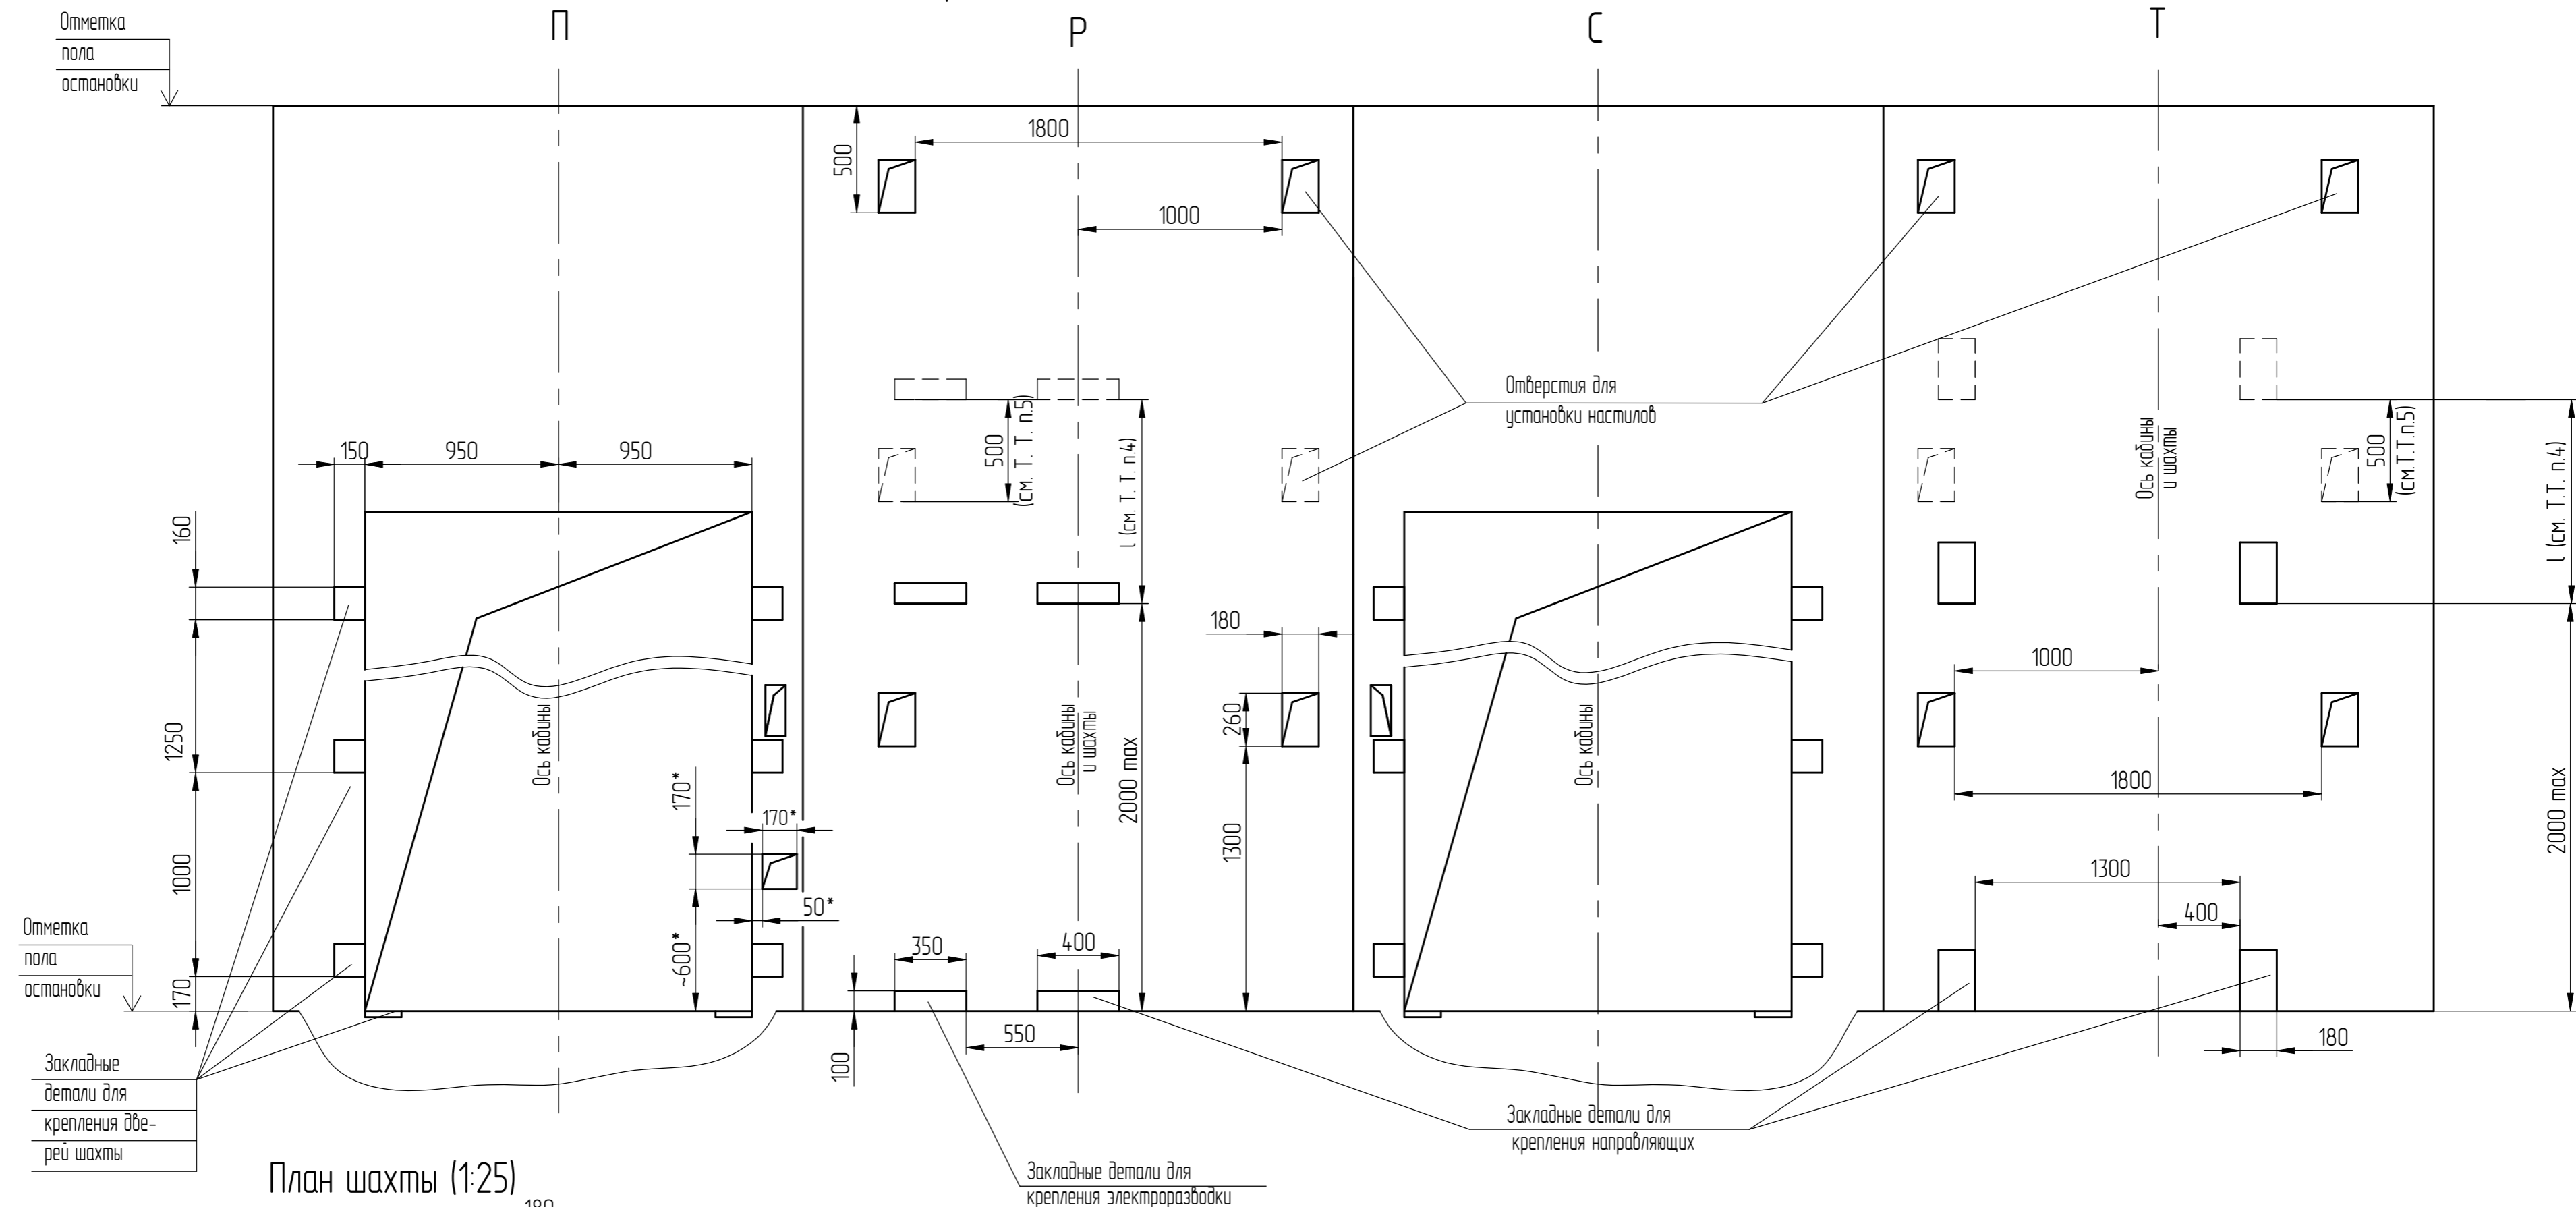 П
Р
С
Т
Отметка
пола
остановки
1800
500
1000
Отверстия для
установки настилов
500
(см. Т. Т. п.5)
l (см. Т. Т. п.4)
Ось кабины
и шахты
500
(см.Т.Т.п.5)
l (см. Т.Т. п.4)
150
950
950
160
1250
1000
170
Ось кабины
170*
170*
50*
~600*
Ось кабины
и шахты
2000 max
180
260
1300
Ось кабины
1000
1800
2000 max
1300
400
180
350
400
550
100
Отметка
пола
остановки
Закладные
детали для
крепления две-
рей шахты
Закладные детали для
крепления направляющих
Закладные детали для
крепления электроразводки
План шахты (1:25)
180